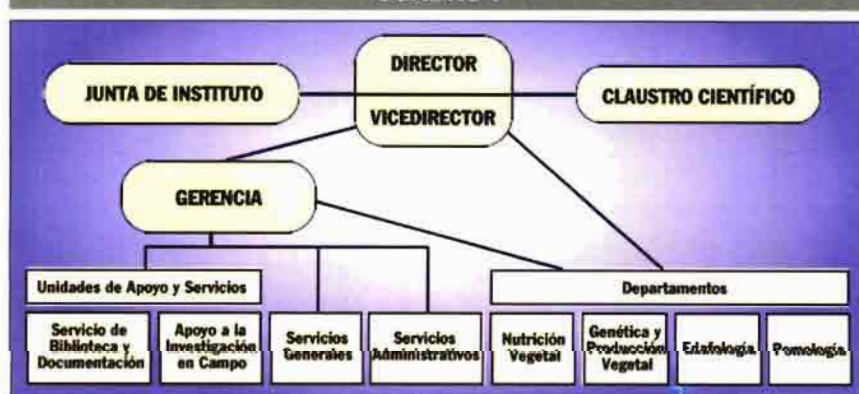 DIRECTOR
JUNTA DE INSTITUTO
CLAUSTRO CIENTÍFICO
VICEDIRECTOR
GERENCIA
Unidades de Apoyo y Servicios
Departamentos
Servicio de
Biblioteca y
Documentación
Apoyo a la
Investigación
en Campo
Servicios
Generales
Servicios
Administrativos
Nutrición
Vegetal
Genética y
Producción
Vegetal
Edafología
Pomología